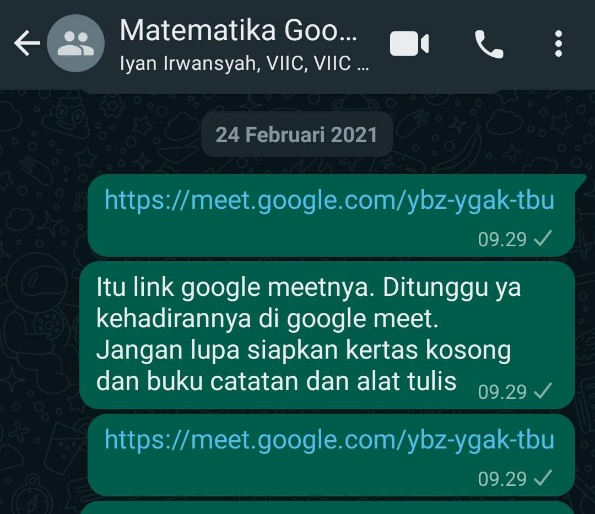 Matematika Goo...
Iyan Irwansyah, VIIC, VIIC ...
24 Februari 2021
https://meet.google.com/ybz-ygak-tbu
09.29
Itu link google meetnya. Ditunggu ya
kehadirannya di google meet.
Jangan lupa siapkan kertas kosong
dan buku catatan dan alat tulis
09.29
https://meet.google.com/ybz-ygak-tbu
09.29